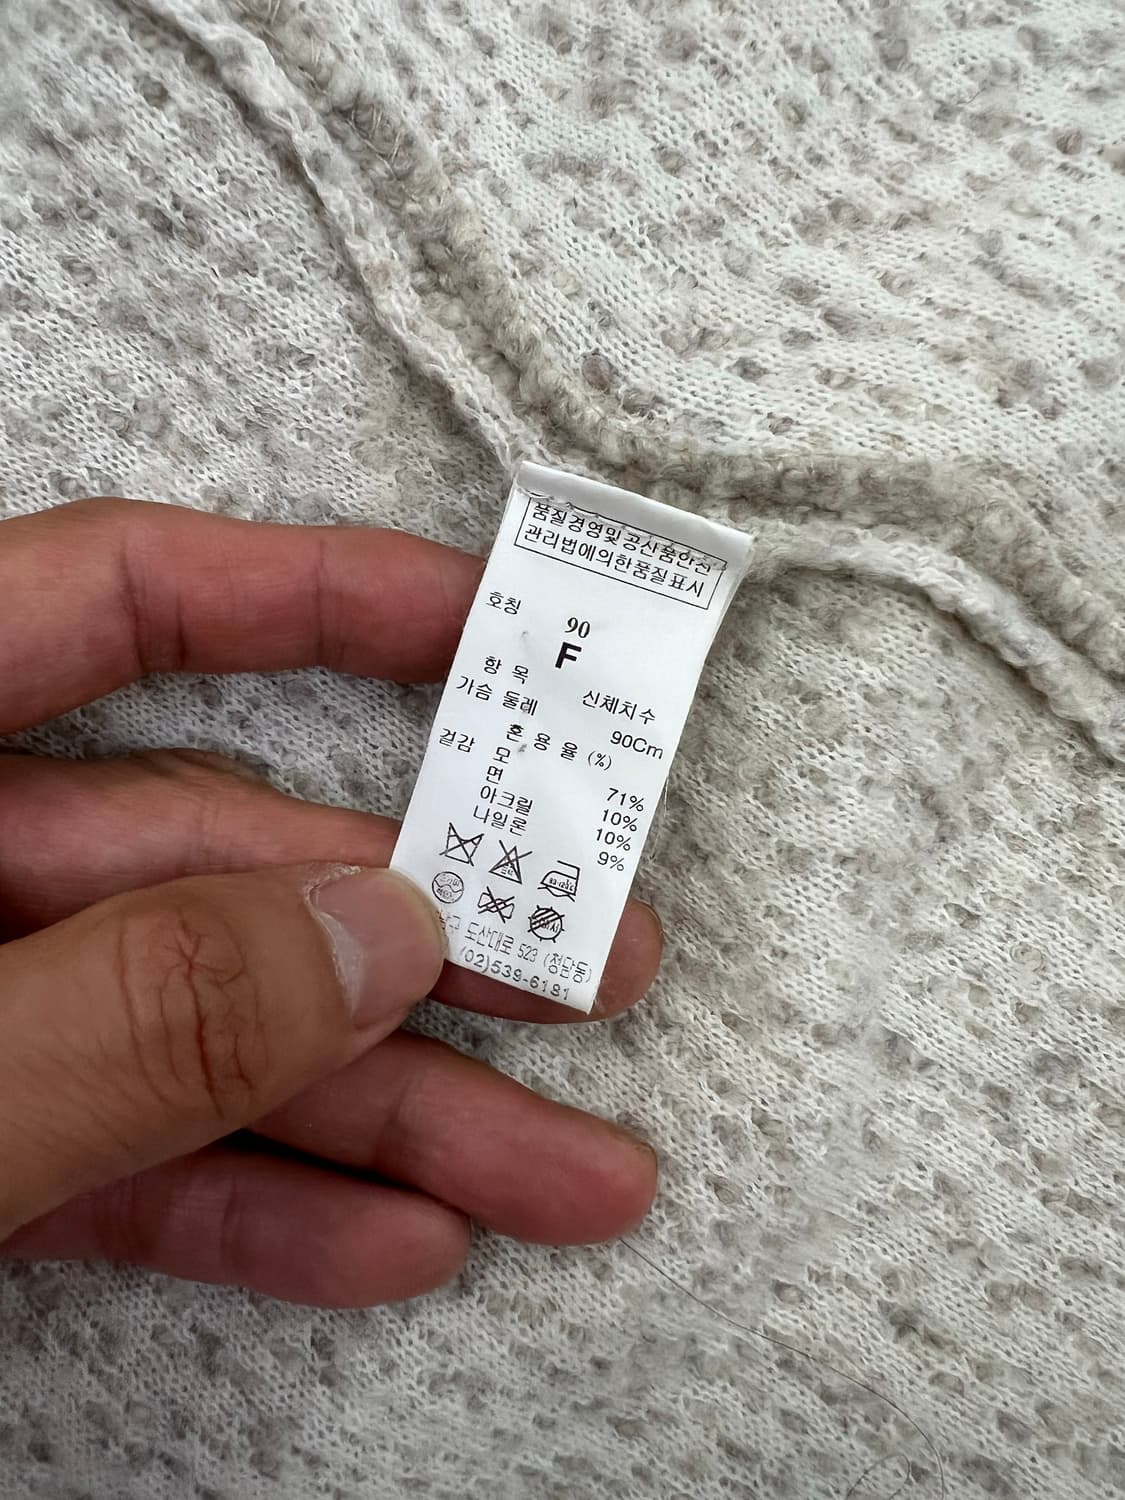 품질경영및공산품안전
관리법에의한품질표시
호칭
90
F
항 목 신체치수
가슴 둘레 90Cm
혼 용 율 (%)
겉감 모 71%
면 10%
아크릴 10%
나일론 9%
남구 도산대로 523 (청담동)
(02)539-6181